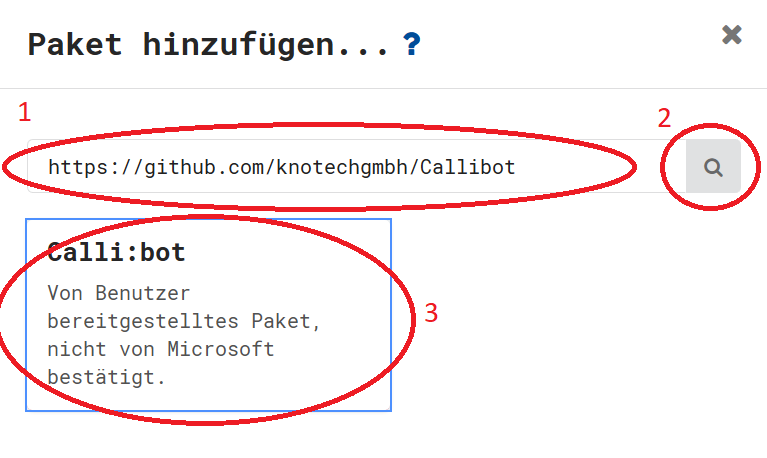 Paket hinzufügen... ?
1
2
https://github.com/knotechgmbh/Callibot
Calli:bot
Von Benutzer
bereitgestelltes Paket,
3
nicht von Microsoft
bestätigt.